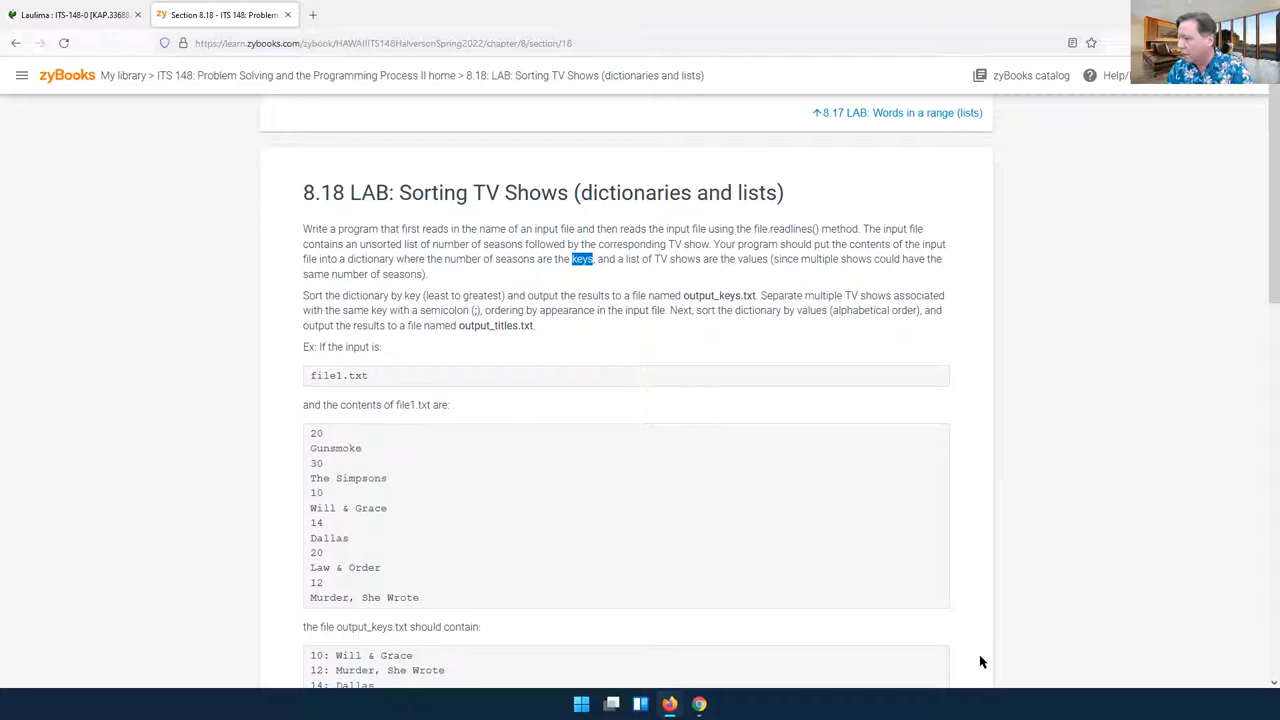 Laulima : ITS-148-0 [KAP.33688.
zy Section 8.18 - ITS 148: Problem
https://learn.zybooks.com/zybook/HAWAIIITS148HalversonSpring2022/chapter/8/section/18
zyBooks My library > ITS 148: Problem Solving and the Programming Process II home > 8.18: LAB: Sorting TV Shows (dictionaries and lists)
zyBooks catalog
Help/
8.17 LAB: Words in a range (lists)
8.18 LAB: Sorting TV Shows (dictionaries and lists)
Write a program that first reads in the name of an input file and then reads the input file using the file.readlines() method. The input file
contains an unsorted list of number of seasons followed by the corresponding TV show. Your program should put the contents of the input
file into a dictionary where the number of seasons are the keys, and a list of TV shows are the values (since multiple shows could have the
same number of seasons).
Sort the dictionary by key (least to greatest) and output the results to a file named output_keys.txt. Separate multiple TV shows associated
with the same key with a semicolon (;), ordering by appearance in the input file. Next, sort the dictionary by values (alphabetical order), and
output the results to a file named output_titles.txt.
Ex: If the input is:
file1.txt
and the contents of file1.txt are:
20
Gunsmoke
30
The Simpsons
10
Will & Grace
14
Dallas
20
Law & Order
12
Murder, She Wrote
the file output_keys.txt should contain:
10: Will & Grace
12: Murder, She Wrote
14: Dallas